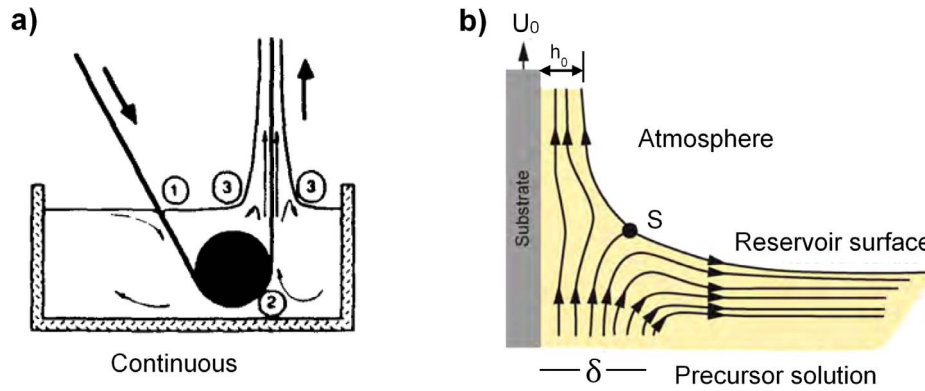 a)
1
3
3
2
Continuous
b)
U0
h0
Substrate
Atmosphere
S
Reservoir surface
δ
Precursor solution